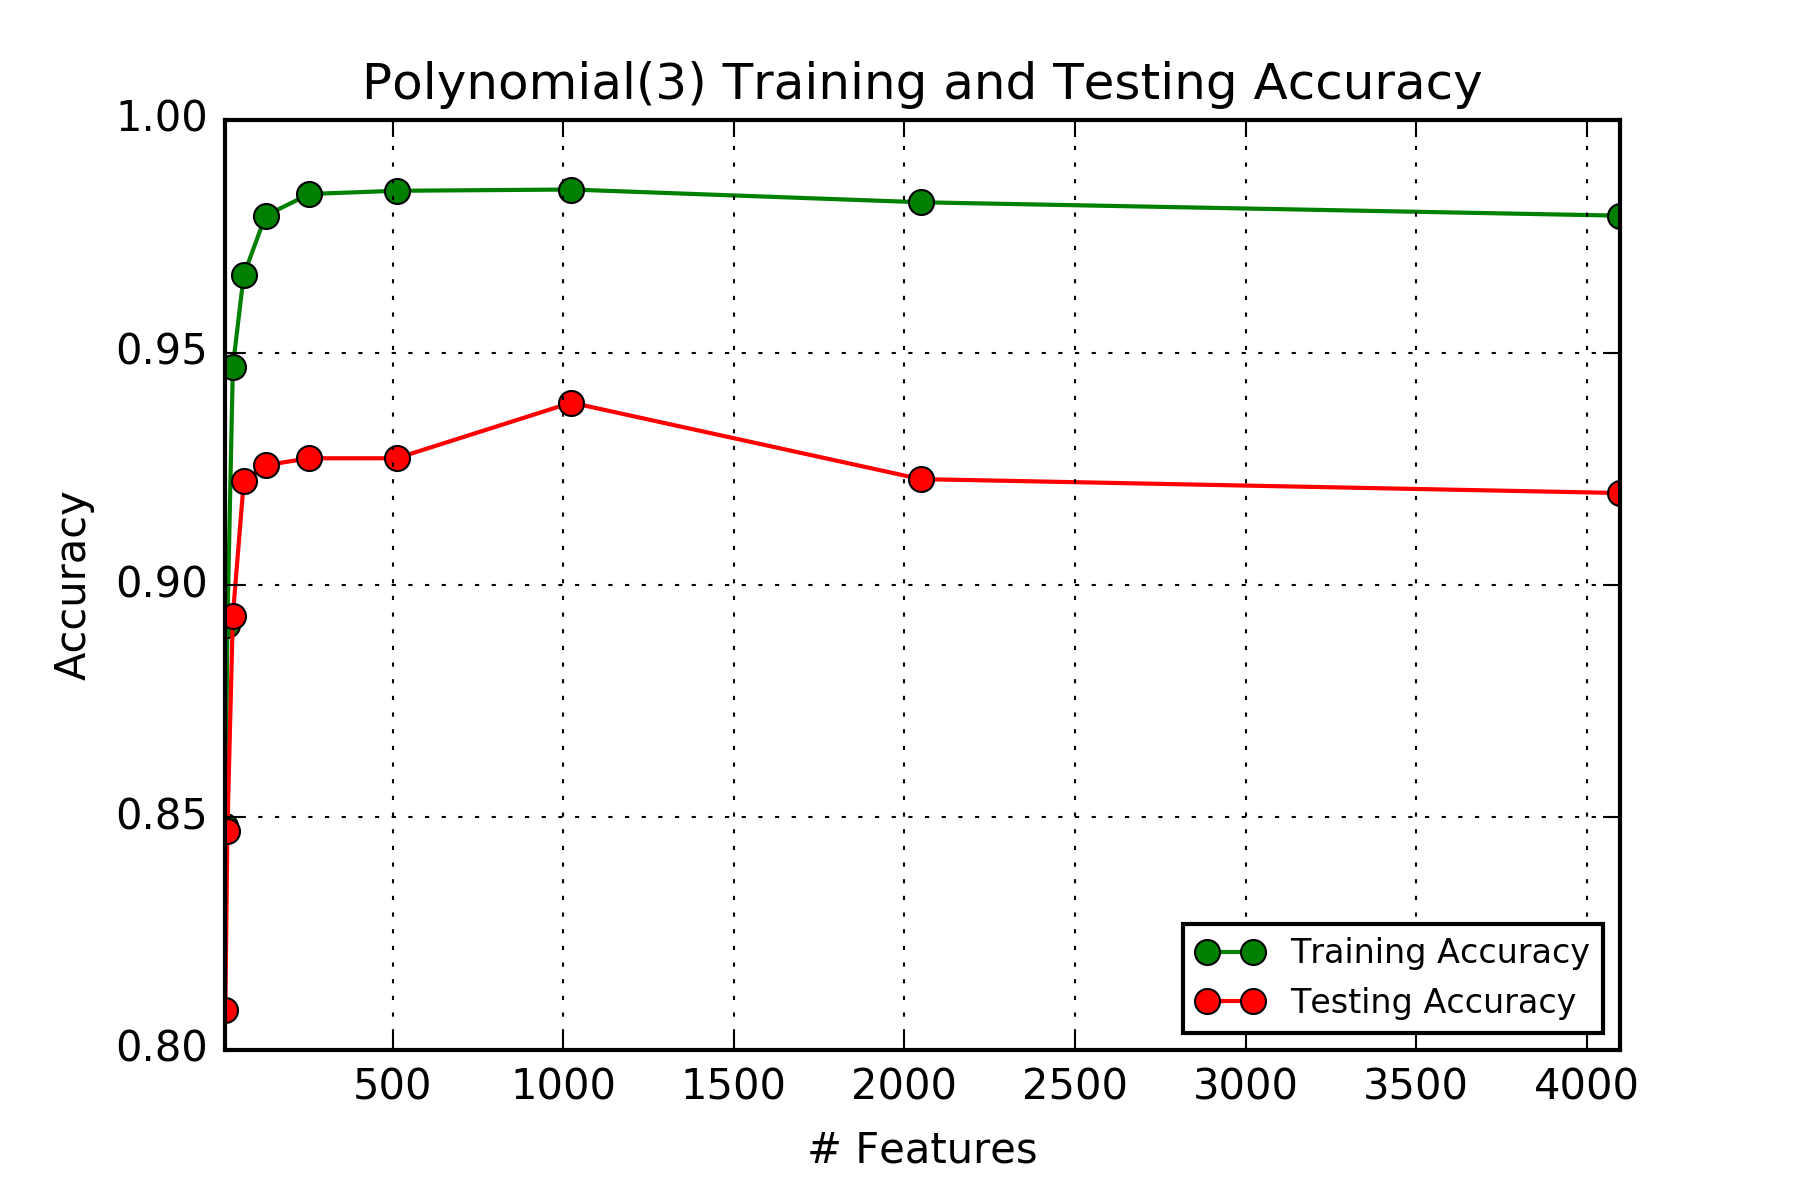 Polynomial(3) Training and Testing Accuracy
1.00
0.95
0.90
0.85
0.80
Accuracy
500 1000 1500 2000 2500 3000 3500 4000
# Features
Training Accuracy
Testing Accuracy